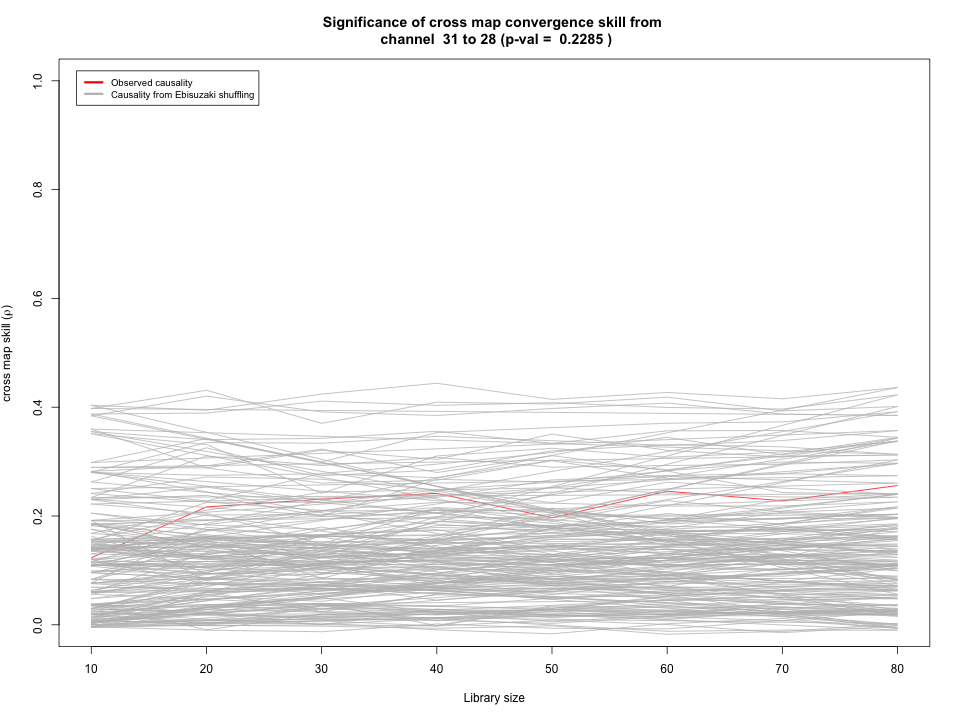 Significance of cross map convergence skill from
channel  31 to 28 (p-val =  0.2285 )
Observed causality
Causality from Ebisuzaki shuffling
cross map skill (ρ)
1.0
0.8
0.6
0.4
0.2
0.0
10 20 30 40 50 60 70 80
Library size